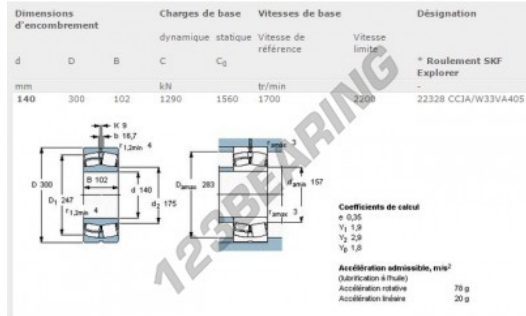 Dimensions d'encombrement Charges de base Vitesses de base Désignation
dynamique statique Vitesse de référence Vitesse limite
d D B C C0 * Roulement SKF Explorer
mm kN tr/min -
140 300 102 1290 1560 1700 2200 22328 CCJA/W33VA405
K 9
b 16,7
r1,2min 4
B 102
D 300
D1 247
d 140
d2 175
r1,2min 4
ramax 3
Damax 283
damin 157
ramax 3
Coefficients de calcul
e 0,35
Y1 1,9
Y2 2,9
Y0 1,8
Accélération admissible, m/s2
(lubrification à l'huile)
Accélération rotative 78 g
Accélération linéaire 20 g
123BEARING